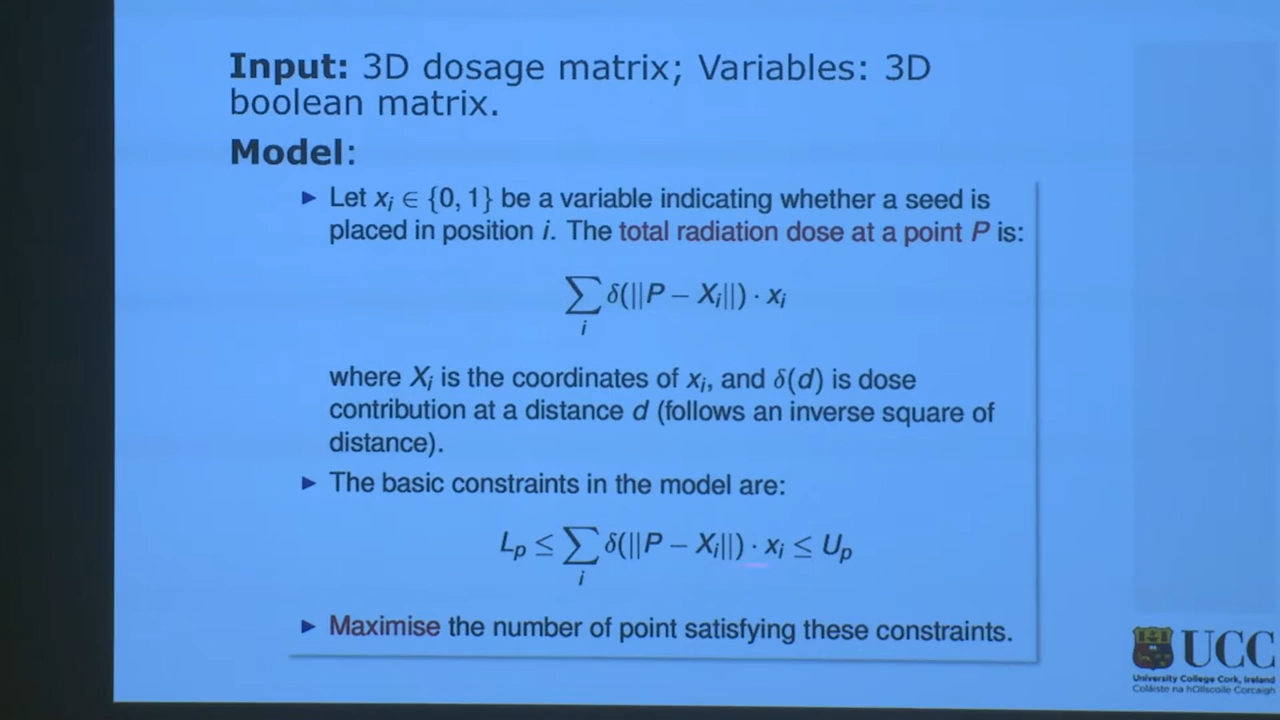 Input: 3D dosage matrix; Variables: 3D
boolean matrix.
Model:
Let xᵢ ∈ {0, 1} be a variable indicating whether a seed is
placed in position i. The total radiation dose at a point P is:
∑ᵢ δ(||P − Xᵢ||) · xᵢ
where Xᵢ is the coordinates of xᵢ, and δ(d) is dose
contribution at a distance d (follows an inverse square of
distance).
The basic constraints in the model are:
Lₚ ≤ ∑ᵢ δ(||P − Xᵢ||) · xᵢ ≤ Uₚ
Maximise the number of point satisfying these constraints.
UCC
University College Cork, Ireland
Coláiste na hOllscoile Corcaigh